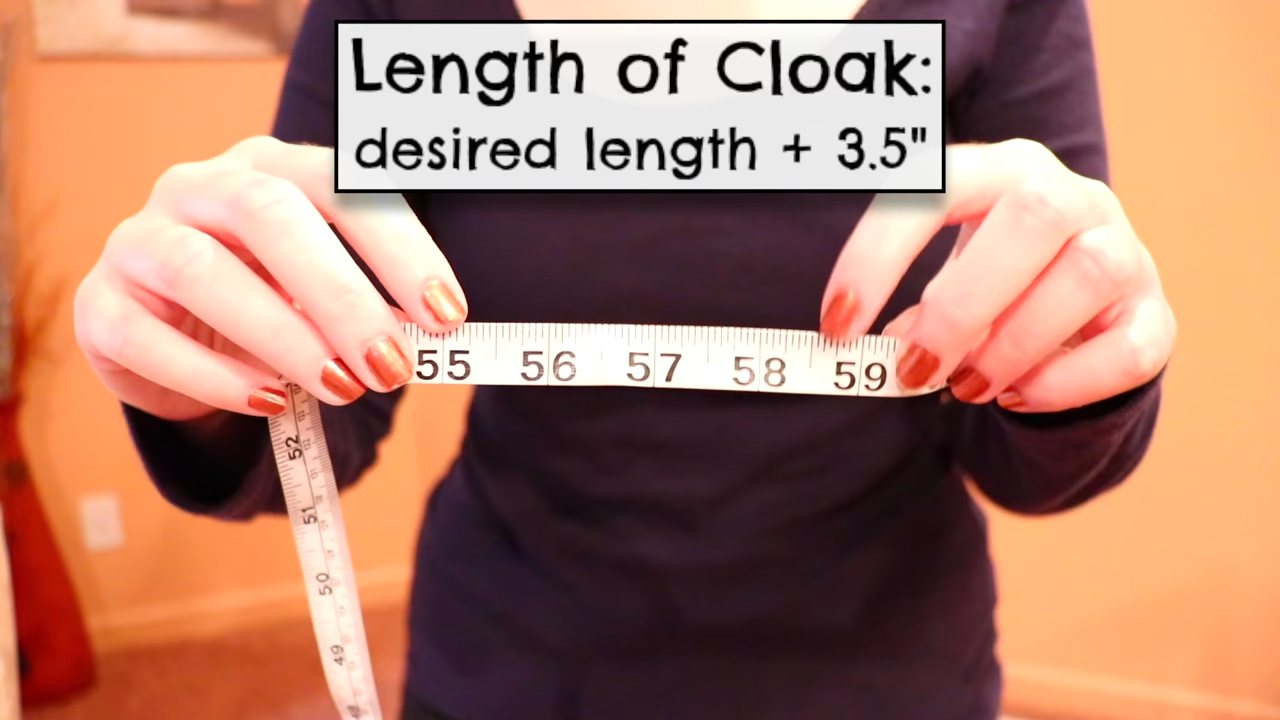 Length of Cloak:
desired length + 3.5"
55 56 57 58 59
52
51
50
49